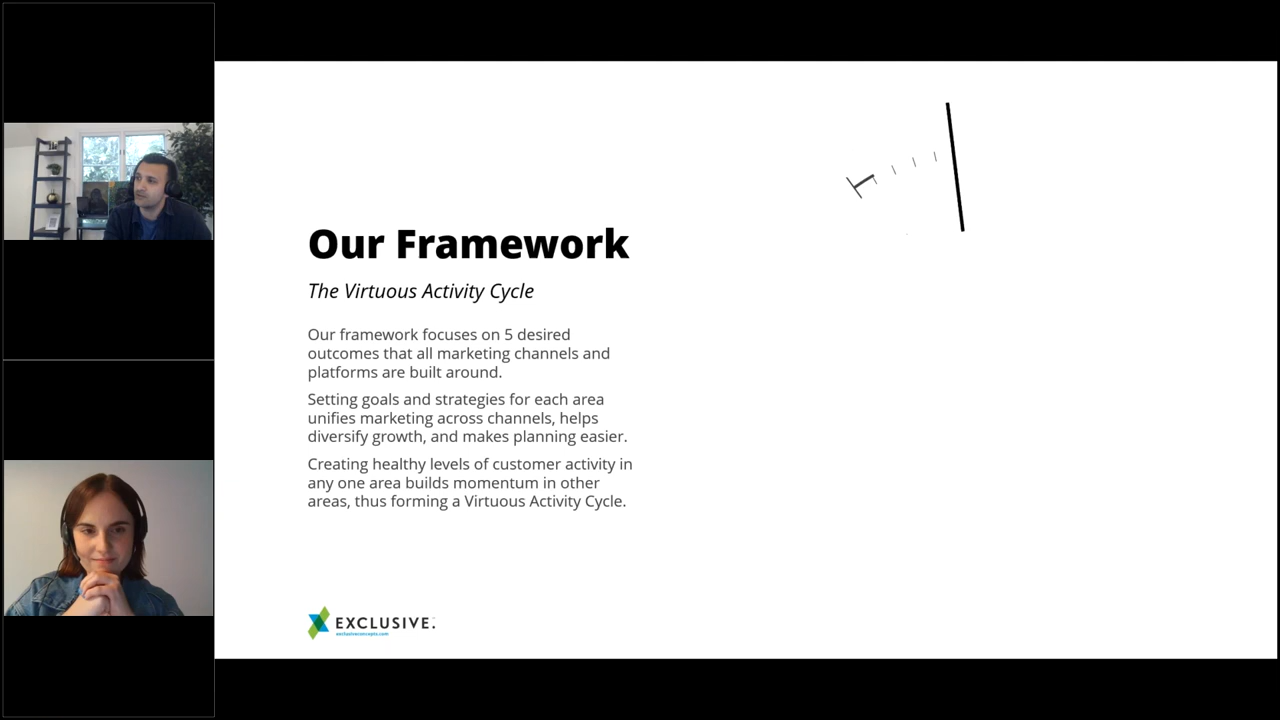 Our Framework
The Virtuous Activity Cycle
Our framework focuses on 5 desired
outcomes that all marketing channels and
platforms are built around.
Setting goals and strategies for each area
unifies marketing across channels, helps
diversify growth, and makes planning easier.
Creating healthy levels of customer activity in
any one area builds momentum in other
areas, thus forming a Virtuous Activity Cycle.
EXCLUSIVE.
exclusiveconcepts.com